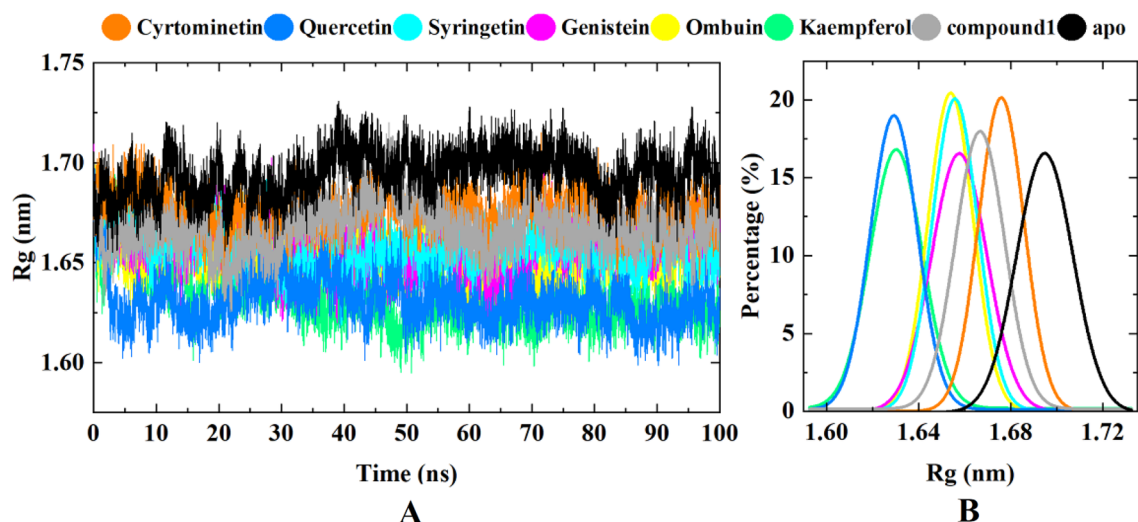 Cyrtominetin Quercetin Syringetin Genistein Ombuin Kaempferol compound1 apo
Rg (nm)
1.75
1.70
1.65
1.60
0 10 20 30 40 50 60 70 80 90 100
Time (ns)
A
Percentage (%)
20
15
10
5
0
1.60 1.64 1.68 1.72
Rg (nm)
B